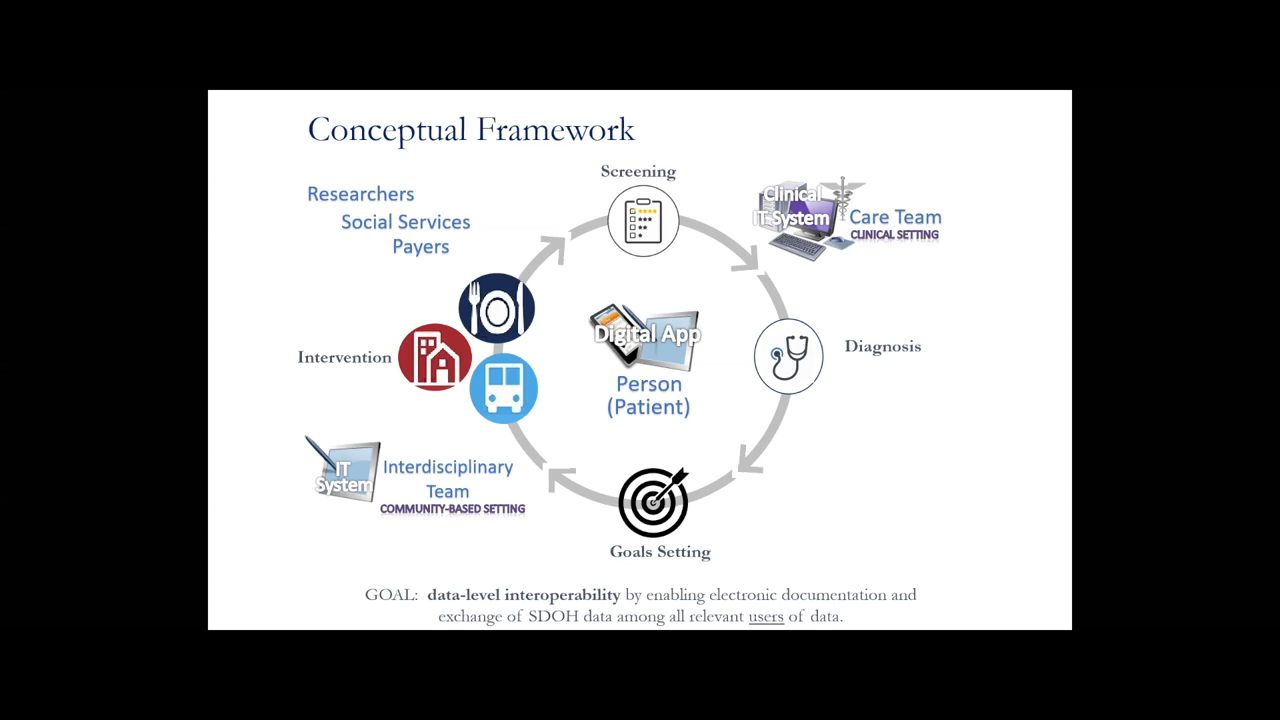 Conceptual Framework
Screening
Researchers
Social Services
Payers
Clinical
IT System
Care Team
CLINICAL SETTING
Digital App
Person
(Patient)
Diagnosis
Intervention
IT
System
Interdisciplinary
Team
COMMUNITY-BASED SETTING
Goals Setting
GOAL: data-level interoperability by enabling electronic documentation and
exchange of SDOH data among all relevant users of data.